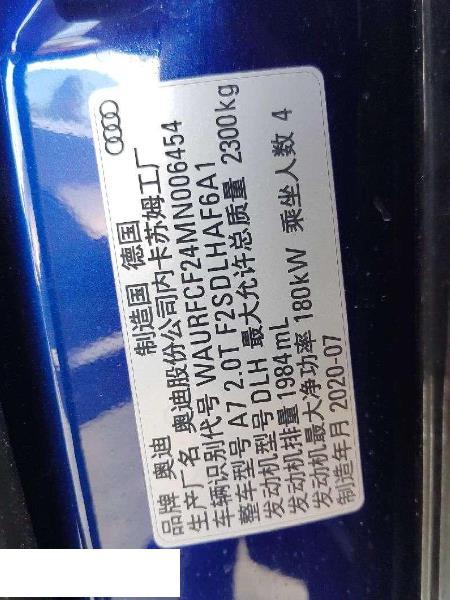 品牌 奥迪 制造国 德国
生产厂名 奥迪股份公司内卡苏姆工厂
车辆识别代号 WAURFCF24MN006454
整车型号 A7 2.0T F2SDLHAF6A1
发动机型号 DLH 最大允许总质量 2300kg
发动机排量 1984mL
发动机最大净功率 180kW 乘坐人数 4
制造年月 2020-07